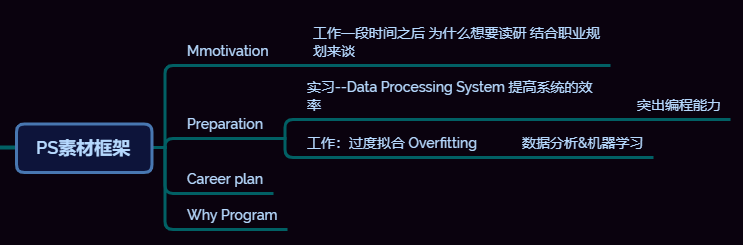 工作一段时间之后 为什么想要读研 结合职业规
划来谈
Mmotivation
实习--Data Processing System 提高系统的效
率
突出编程能力
Preparation
工作：过度拟合 Overfitting
数据分析&机器学习
PS素材框架
Career plan
Why Program